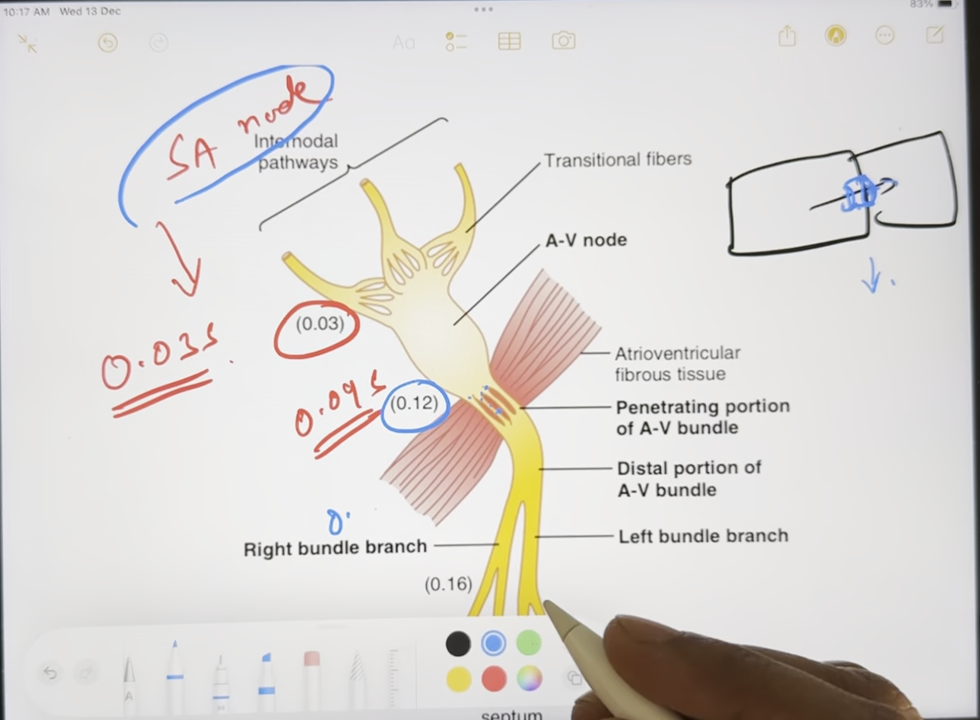 10:17 AM Wed 13 Dec
83%
Aa
SA node
Internodal
pathways
Transitional fibers
A-V node
(0.03)
0.03s
0.09s
(0.12)
Atrioventricular
fibrous tissue
Penetrating portion
of A-V bundle
Distal portion of
A-V bundle
0.
Right bundle branch
Left bundle branch
(0.16)
A
septum